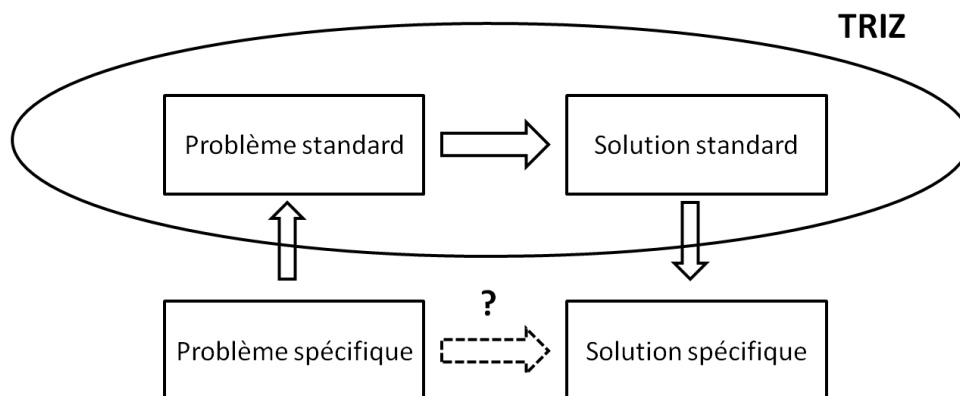 TRIZ
Problème standard
Solution standard
?
Problème spécifique
Solution spécifique